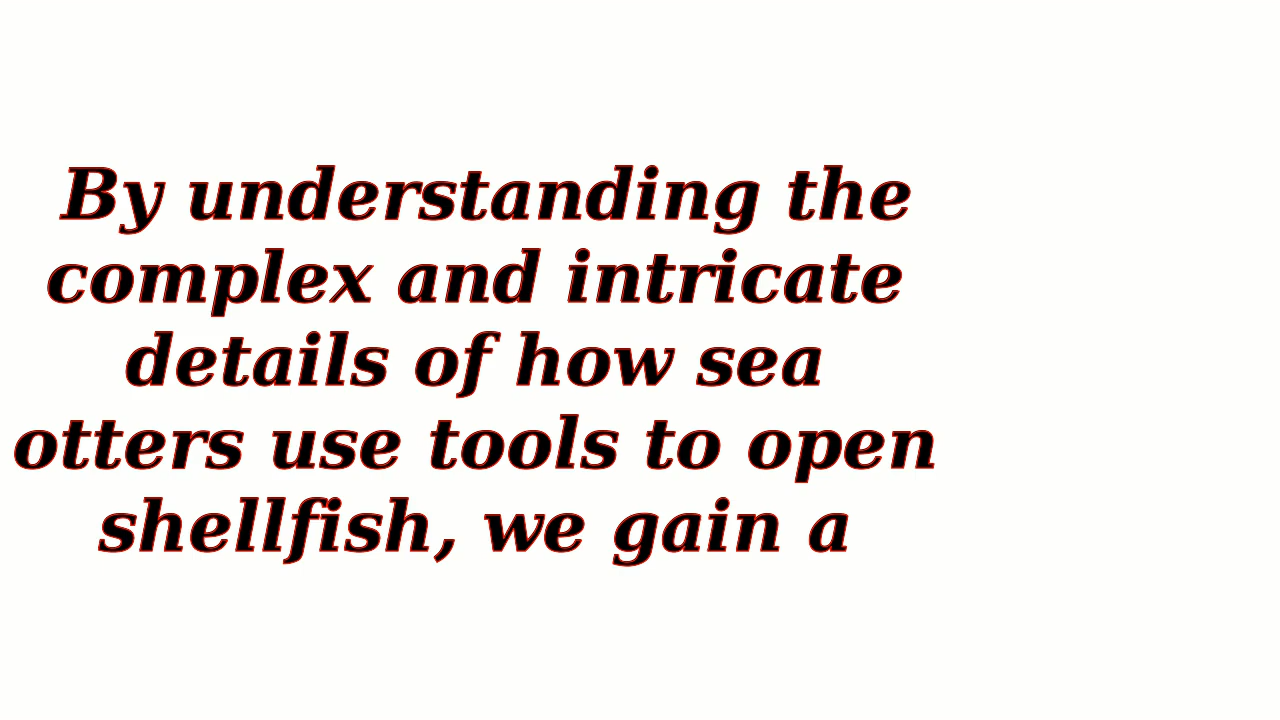 By understanding the
complex and intricate
details of how sea
otters use tools to open
shellfish, we gain a